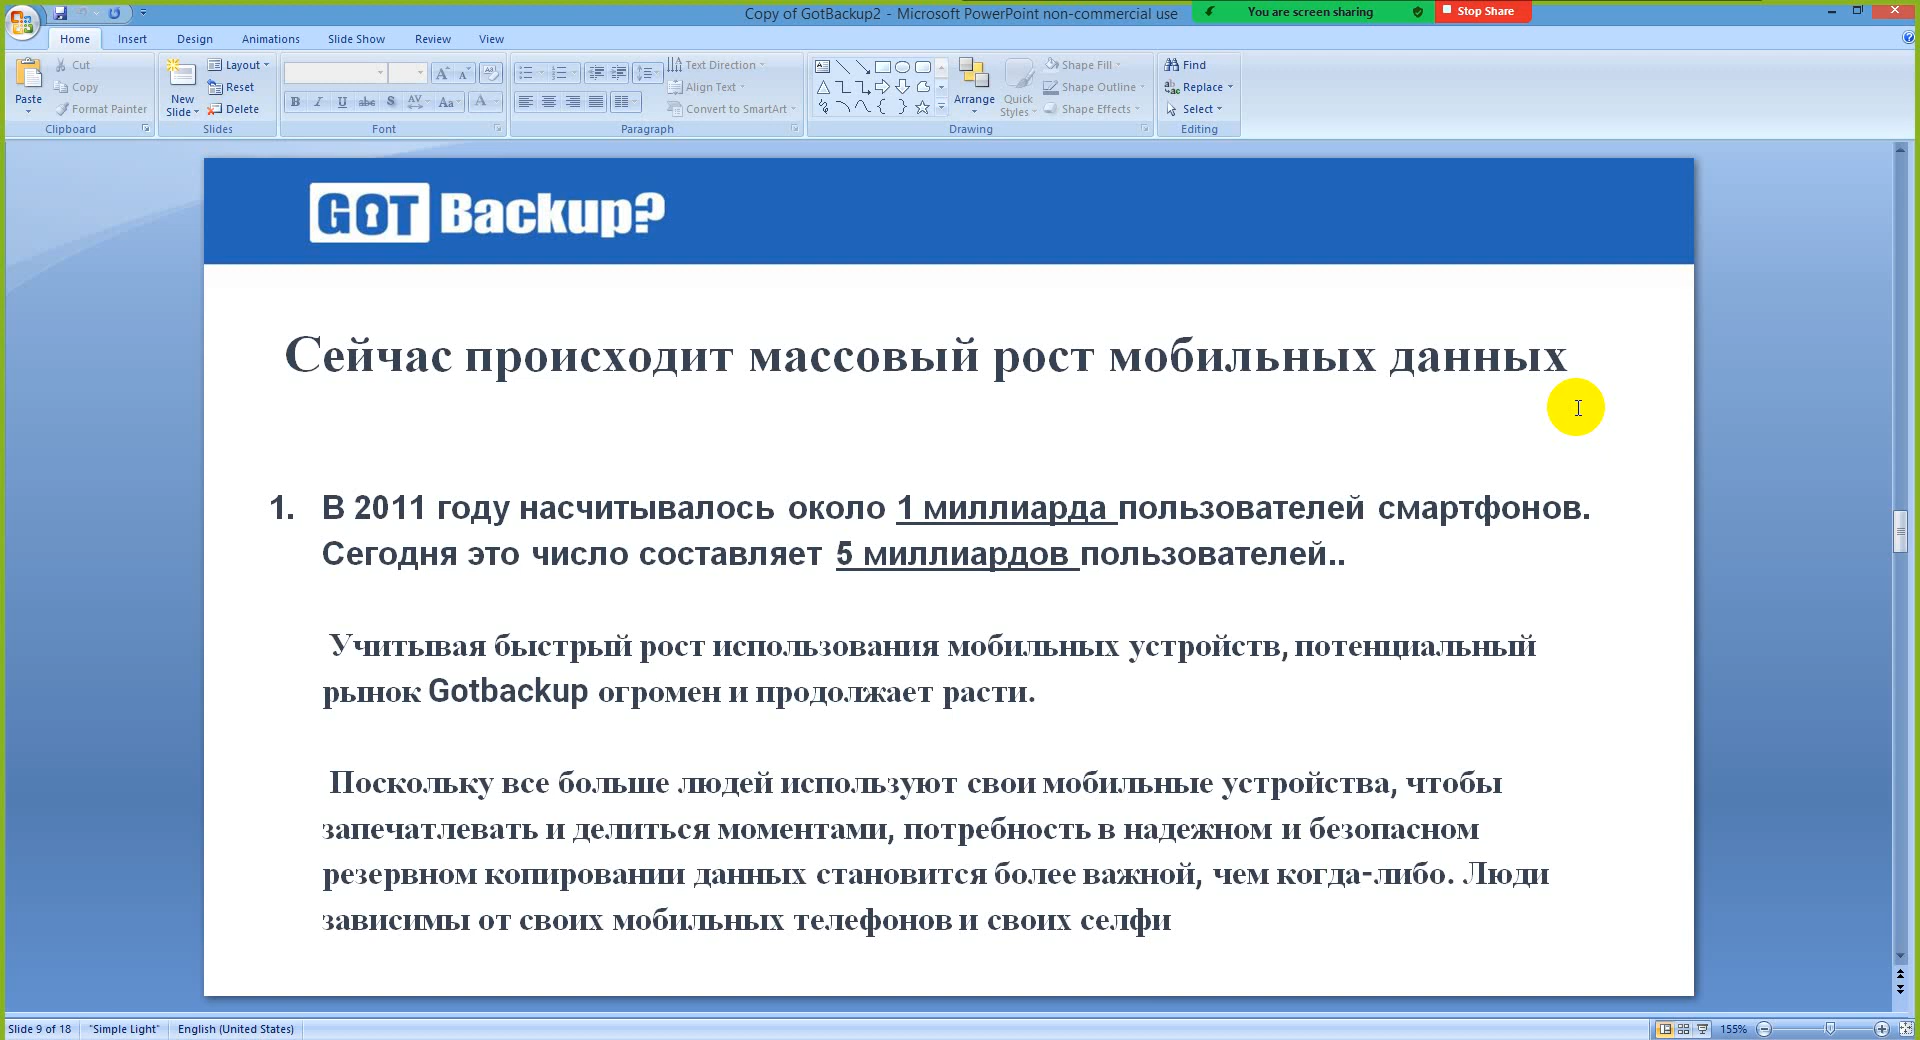 Copy of GotBackup2 - Microsoft PowerPoint non-commercial use
You are screen sharing
Stop Share
Home Insert Design Animations Slide Show Review View
Paste
Cut
Copy
Format Painter
Clipboard
New Slide
Layout
Reset
Delete
Slides
Font
Text Direction
Align Text
Convert to SmartArt
Paragraph
Arrange
Quick Styles
Shape Fill
Shape Outline
Shape Effects
Drawing
Find
Replace
Select
Editing
GOT Backup?
Сейчас происходит массовый рост мобильных данных
1. В 2011 году насчитывалось около 1 миллиарда пользователей смартфонов.
Сегодня это число составляет 5 миллиардов пользователей..
Учитывая быстрый рост использования мобильных устройств, потенциальный
рынок Gotbackup огромен и продолжает расти.
Поскольку все больше людей используют свои мобильные устройства, чтобы
запечатлевать и делиться моментами, потребность в надежном и безопасном
резервном копировании данных становится более важной, чем когда-либо. Люди
зависимы от своих мобильных телефонов и своих селфи
Slide 9 of 18 "Simple Light" English (United States) 155%